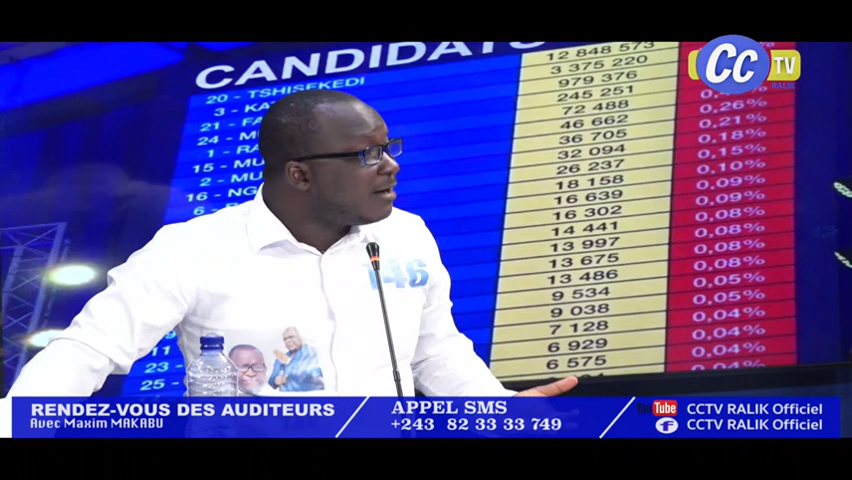 CANDIDATS
CC TV
RALIK
20 - TSHISEKEDI
12 848 573
3 375 220
979 376
245 251
72 488 0,26%
46 662 0,21%
36 705 0,18%
32 094 0,15%
26 237 0,10%
18 158 0,09%
16 639 0,09%
16 302 0,08%
14 441 0,08%
13 997 0,08%
13 675 0,08%
13 486 0,05%
9 534 0,05%
9 038 0,04%
7 128 0,04%
6 929 0,04%
6 575 0,04%
146
RENDEZ-VOUS DES AUDITEURS
Avec Maxim MAKABU
APPEL SMS
+243 82 33 33 749
YouTube CCTV RALIK Officiel
f CCTV RALIK Officiel